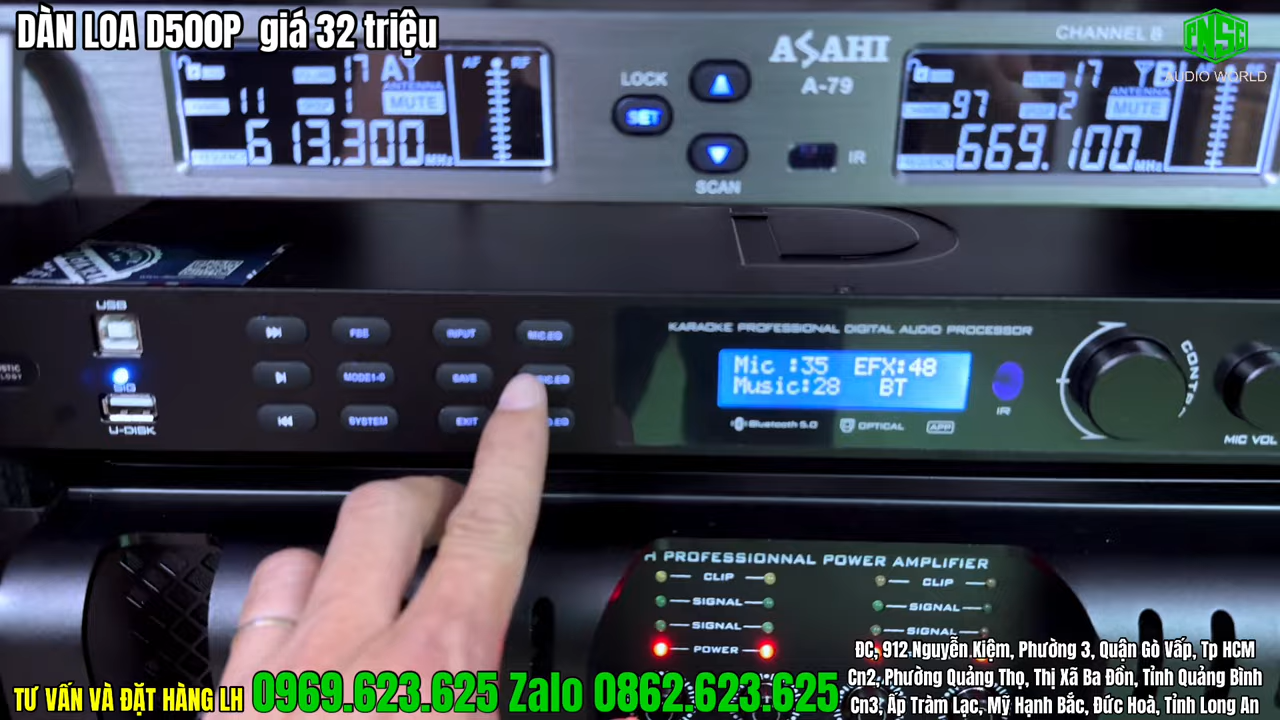 DÀN LOA D500P giá 32 triệu
CHANNEL B
CNSG
AUDIO WORLD
ASAHI
A-79
LOCK
SET
SCAN
IR
17 AY
ANTENNA
MUTE
AF RF
11
1
613.300 MHz
17
ANTENNA
MUTE
97
2
669.100 MHz
USB
U-DISK
FBE
INPUT
MIC.EQ
MODE1-9
SAVE
SYSTEM
EXIT
KARAOKE PROFESSIONAL DIGITAL AUDIO PROCESSOR
Mic :35 EFX:48
Music:28 BT
IR
Bluetooth 5.0
OPTICAL
APP
CONTROL
MIC VOL
H PROFESSIONNAL POWER AMPLIFIER
CLIP
SIGNAL
SIGNAL
POWER
CLIP
SIGNAL
SIGNAL
ĐC, 912 Nguyễn Kiệm, Phường 3, Quận Gò Vấp, Tp HCM
Cn2, Phường Quảng Thọ, Thị Xã Ba Đồn, Tỉnh Quảng Bình
Cn3, Ấp Tràm Lạc, Mỹ Hạnh Bắc, Đức Hoà, Tỉnh Long An
TƯ VẤN VÀ ĐẶT HÀNG LH 0969.623.625 Zalo 0862.623.625